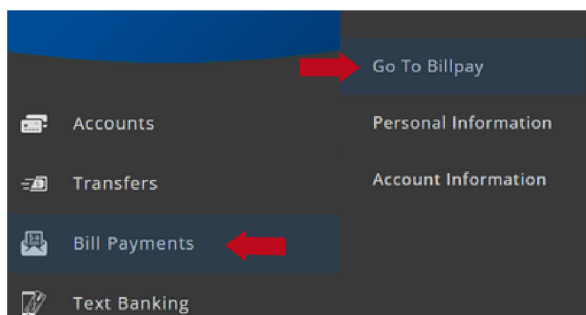 Accounts
Transfers
Bill Payments
Text Banking
Go To Billpay
Personal Information
Account Information